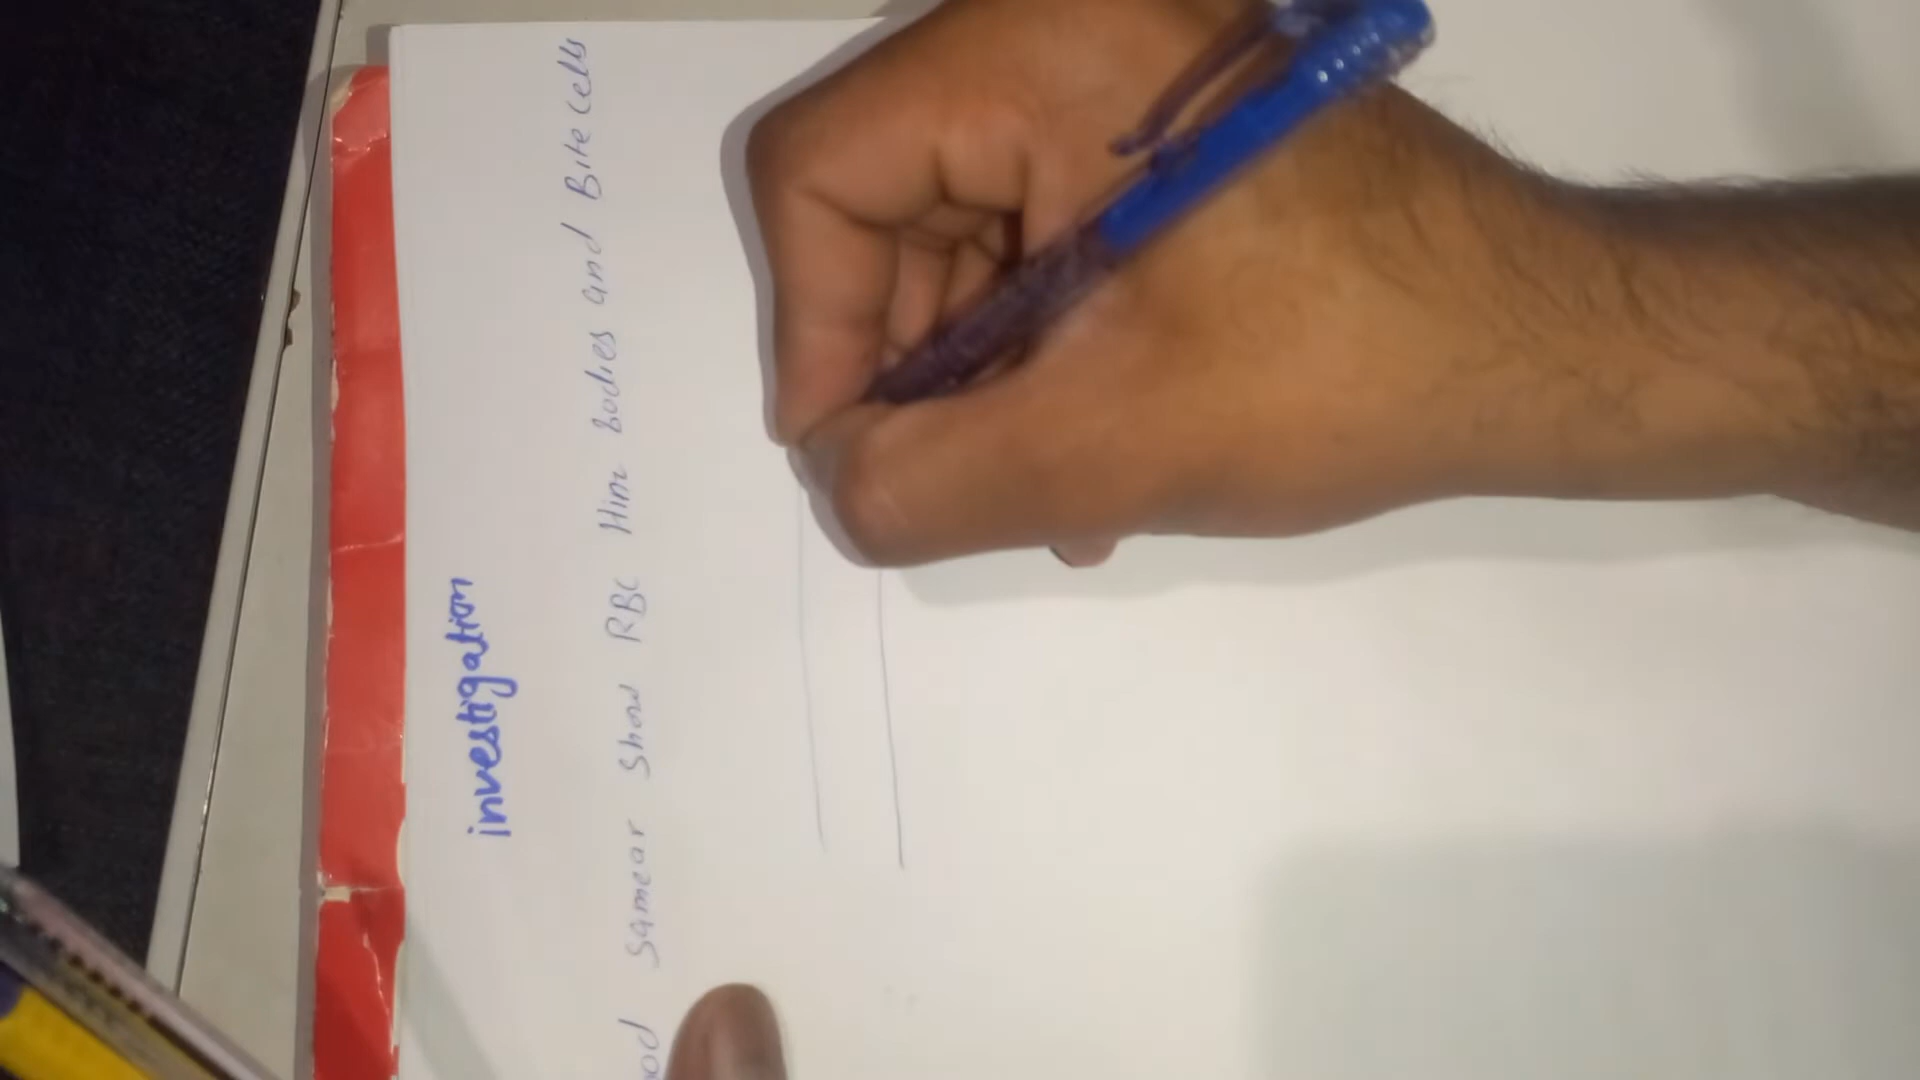 investigation
samear show RBC Hinz bodies and Bite cells